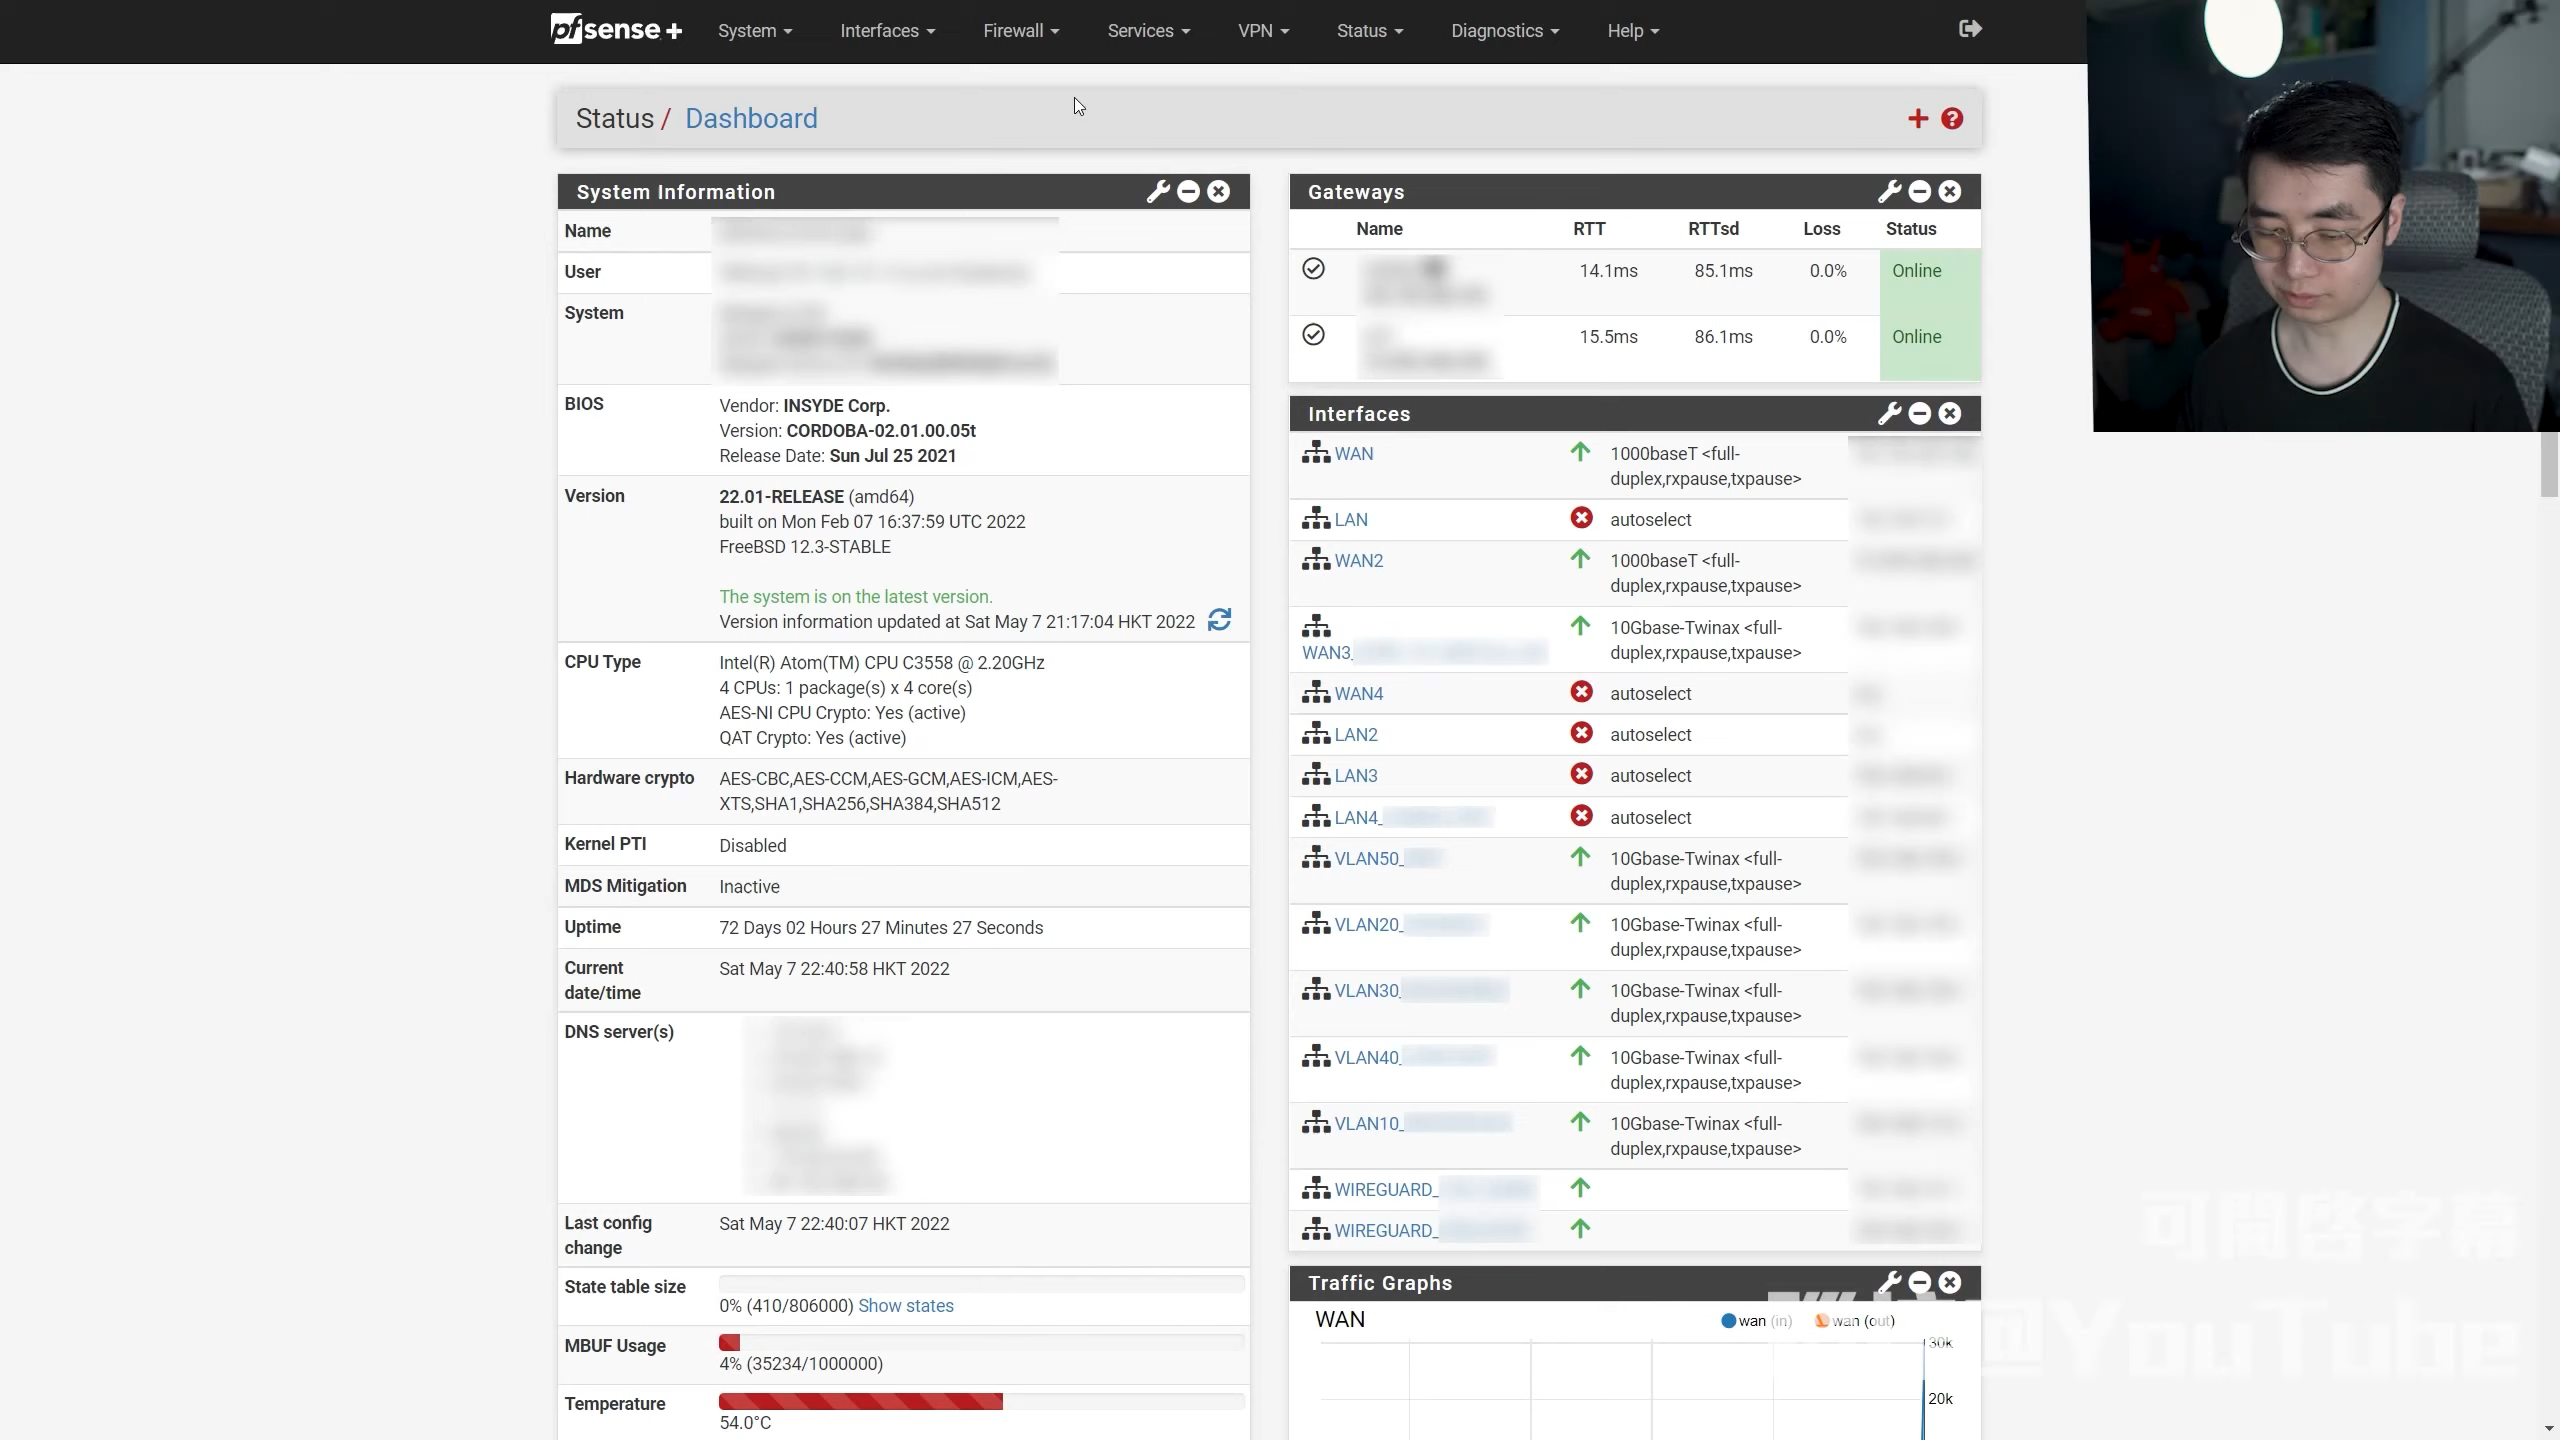 pfsense +
System
Interfaces
Firewall
Services
VPN
Status
Diagnostics
Help
Status / Dashboard
System Information
Name
User
System
BIOS
Vendor: INSYDE Corp.
Version: CORDOBA-02.01.00.05t
Release Date: Sun Jul 25 2021
Version
22.01-RELEASE (amd64)
built on Mon Feb 07 16:37:59 UTC 2022
FreeBSD 12.3-STABLE
The system is on the latest version.
Version information updated at Sat May 7 21:17:04 HKT 2022
CPU Type
Intel(R) Atom(TM) CPU C3558 @ 2.20GHz
4 CPUs: 1 package(s) x 4 core(s)
AES-NI CPU Crypto: Yes (active)
QAT Crypto: Yes (active)
Hardware crypto
AES-CBC,AES-CCM,AES-GCM,AES-ICM,AES-
XTS,SHA1,SHA256,SHA384,SHA512
Kernel PTI
Disabled
MDS Mitigation
Inactive
Uptime
72 Days 02 Hours 27 Minutes 27 Seconds
Current
date/time
Sat May 7 22:40:58 HKT 2022
DNS server(s)
Last config
change
Sat May 7 22:40:07 HKT 2022
State table size
0% (410/806000) Show states
MBUF Usage
4% (35234/1000000)
Temperature
54.0°C
Gateways
Name RTT RTTsd Loss Status
14.1ms 85.1ms 0.0% Online
15.5ms 86.1ms 0.0% Online
Interfaces
WAN 1000baseT <full-
duplex,rxpause,txpause>
LAN autoselect
WAN2 1000baseT <full-
duplex,rxpause,txpause>
10Gbase-Twinax <full-
WAN3_ duplex,rxpause,txpause>
WAN4 autoselect
LAN2 autoselect
LAN3 autoselect
LAN4_ autoselect
VLAN50_ 10Gbase-Twinax <full-
duplex,rxpause,txpause>
VLAN20_ 10Gbase-Twinax <full-
duplex,rxpause,txpause>
VLAN30_ 10Gbase-Twinax <full-
duplex,rxpause,txpause>
VLAN40_ 10Gbase-Twinax <full-
duplex,rxpause,txpause>
VLAN10_ 10Gbase-Twinax <full-
duplex,rxpause,txpause>
WIREGUARD_
WIREGUARD_
Traffic Graphs
WAN
wan (in) wan (out)
30k
20k
可開啓字幕
@YouTube